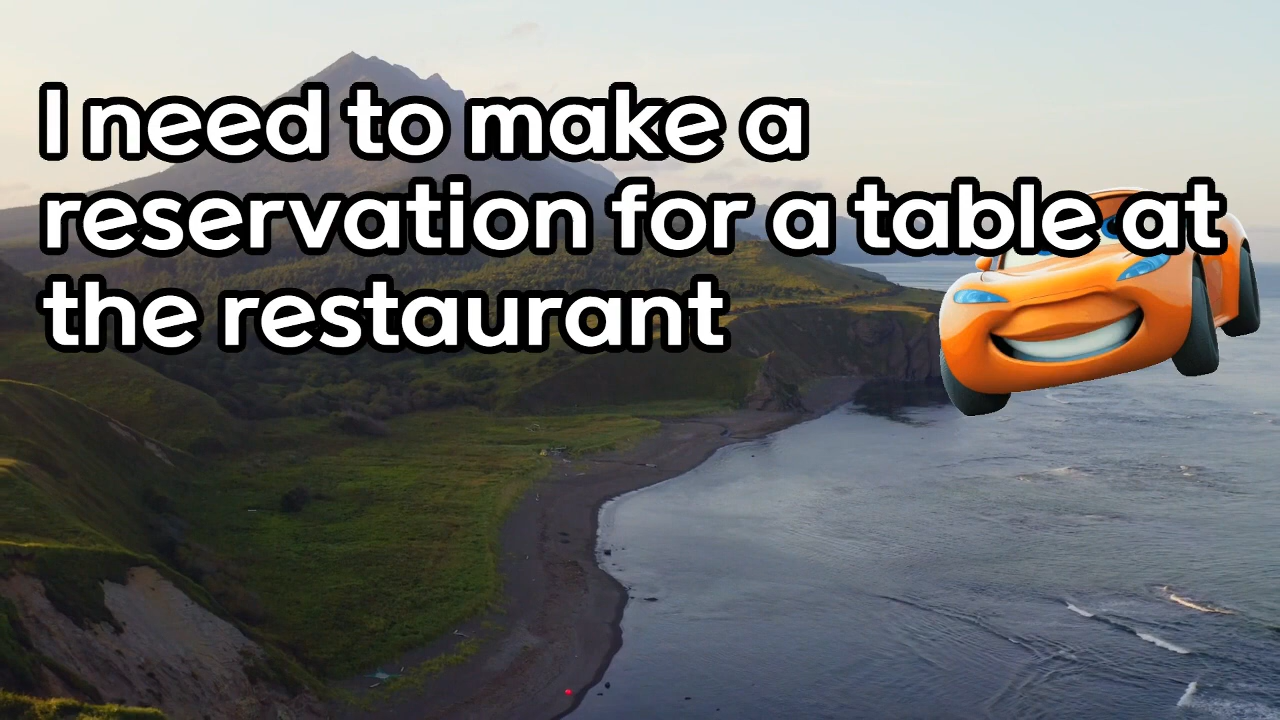 I need to make a
reservation for a table at
the restaurant